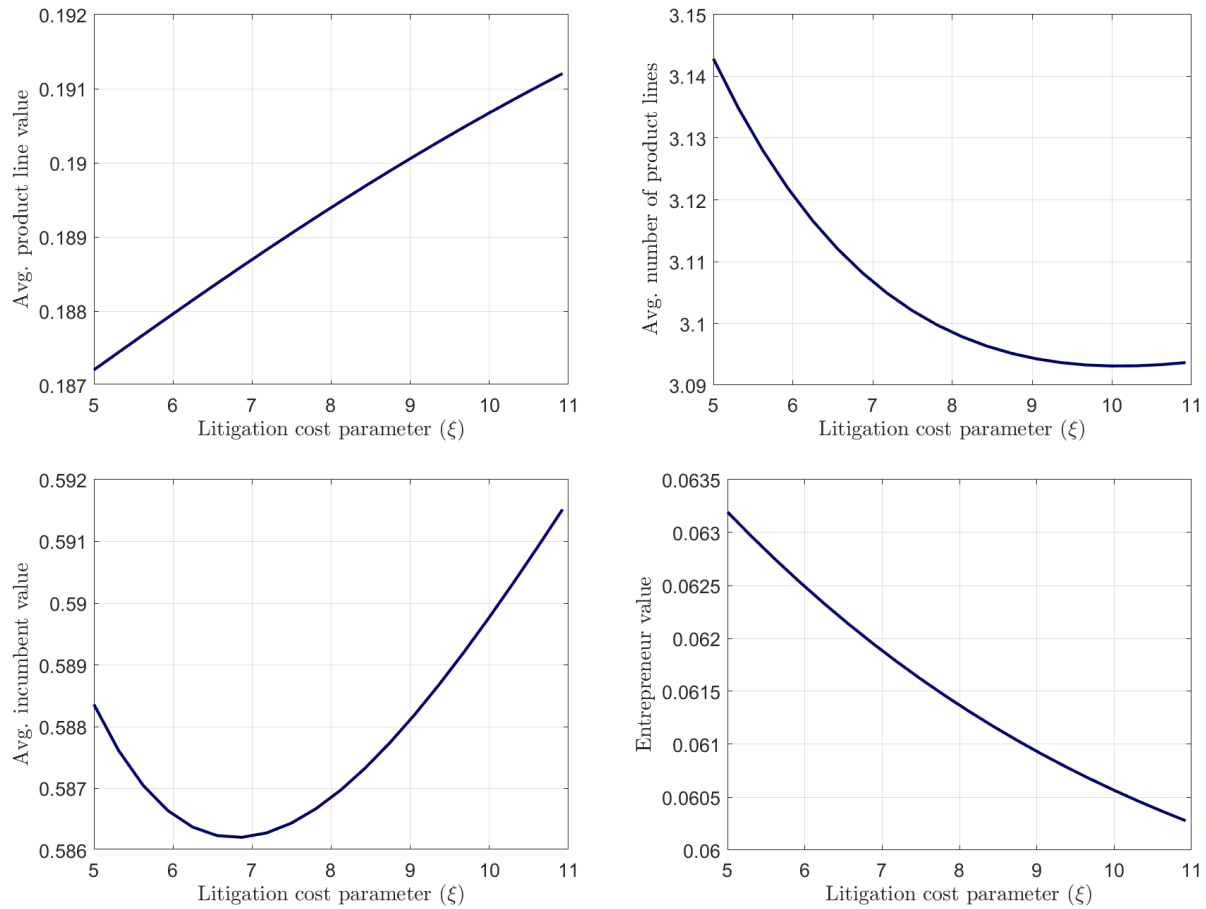 Avg. product line value
0.192
0.191
0.19
0.189
0.188
0.187
5 6 7 8 9 10 11
Litigation cost parameter (ξ)
Avg. number of product lines
3.15
3.14
3.13
3.12
3.11
3.1
3.09
5 6 7 8 9 10 11
Litigation cost parameter (ξ)
Avg. incumbent value
0.592
0.591
0.59
0.589
0.588
0.587
0.586
5 6 7 8 9 10 11
Litigation cost parameter (ξ)
Entrepreneur value
0.0635
0.063
0.0625
0.062
0.0615
0.061
0.0605
0.06
5 6 7 8 9 10 11
Litigation cost parameter (ξ)